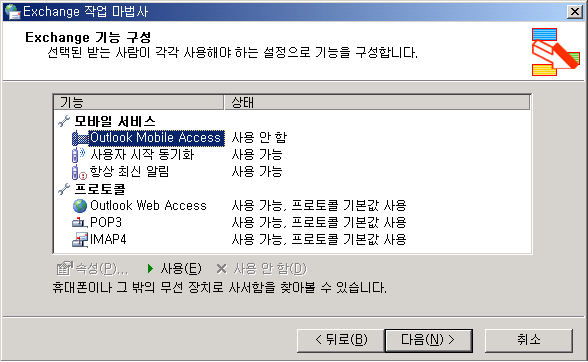 Exchange 작업 마법사
Exchange 기능 구성
선택된 받는 사람이 각각 사용해야 하는 설정으로 기능을 구성합니다.
기능 상태
모바일 서비스
Outlook Mobile Access 사용 안 함
사용자 시작 동기화 사용 가능
항상 최신 알림 사용 가능
프로토콜
Outlook Web Access 사용 가능, 프로토콜 기본값 사용
POP3 사용 가능, 프로토콜 기본값 사용
IMAP4 사용 가능, 프로토콜 기본값 사용
속성(P)... 사용(E) 사용 안 함(D)
휴대폰이나 그 밖의 무선 장치로 사서함을 찾아볼 수 있습니다.
< 뒤로(B) 다음(N) > 취소